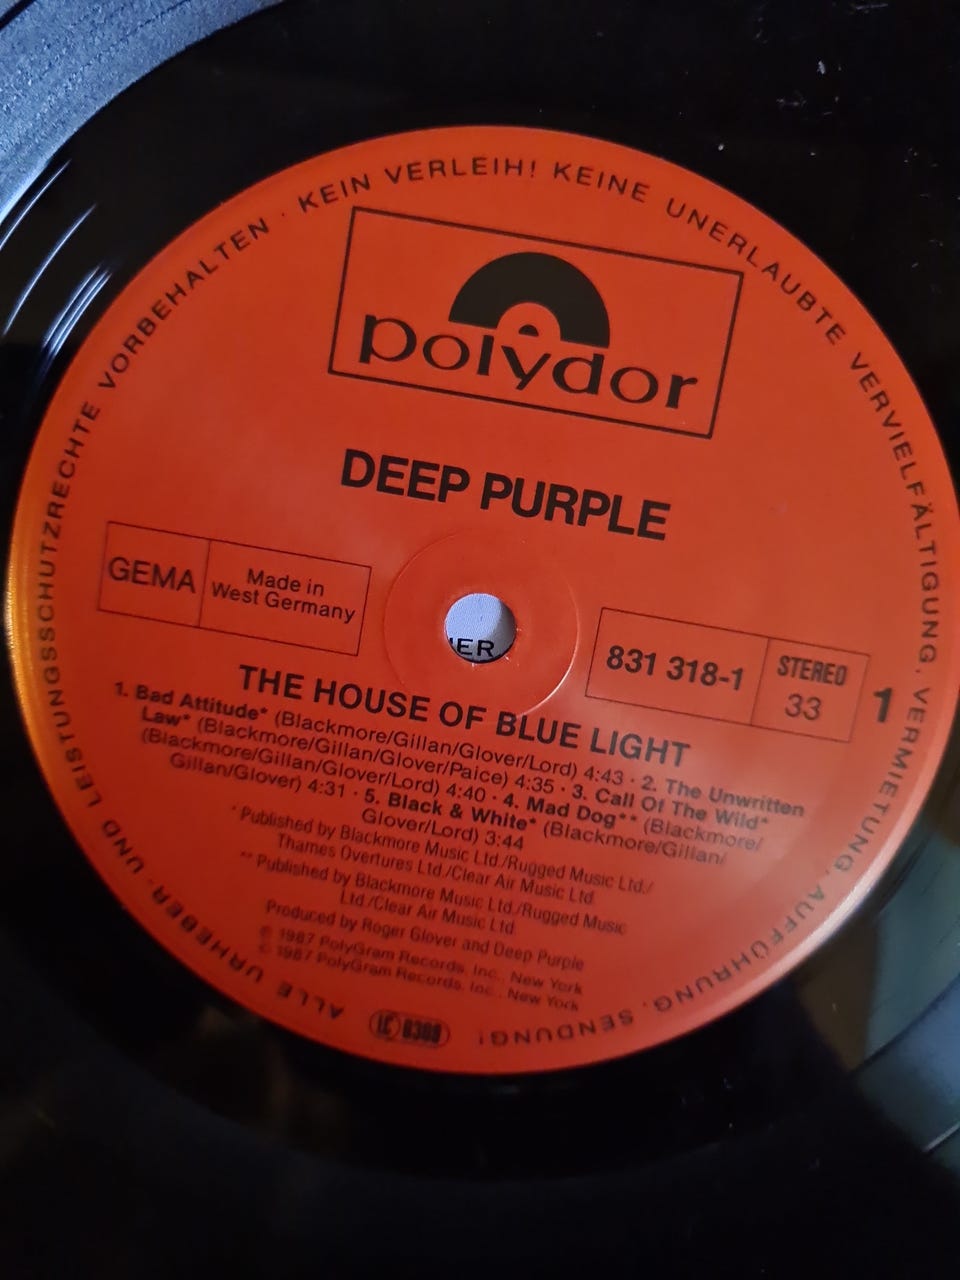 ALLE URHEBER- UND LEISTUNGSSCHUTZRECHTE VORBEHALTEN · KEIN VERLEIH! KEINE UNERLAUBTE VERVIELFÄLTIGUNG, VERMIETUNG, AUFFÜHRUNG, SENDUNG!
polydor
DEEP PURPLE
GEMA
Made in
West Germany
IER
831 318-1
STEREO
33
1
THE HOUSE OF BLUE LIGHT
1. Bad Attitude* (Blackmore/Gillan/Glover/Lord) 4:43 · 2. The Unwritten
Law* (Blackmore/Gillan/Glover/Paice) 4:35 · 3. Call Of The Wild*
(Blackmore/Gillan/Glover/Lord) 4:40 · 4. Mad Dog** (Blackmore/
Gillan/Glover) 4:31 · 5. Black & White* (Blackmore/Gillan/
Glover/Lord) 3:44
* Published by Blackmore Music Ltd./Rugged Music Ltd./
Thames Overtures Ltd./Clear Air Music Ltd.
** Published by Blackmore Music Ltd./Rugged Music
Ltd./Clear Air Music Ltd.
Produced by Roger Glover and Deep Purple
℗ 1987 PolyGram Records, Inc., New York
© 1987 PolyGram Records, Inc., New York
LC 0309